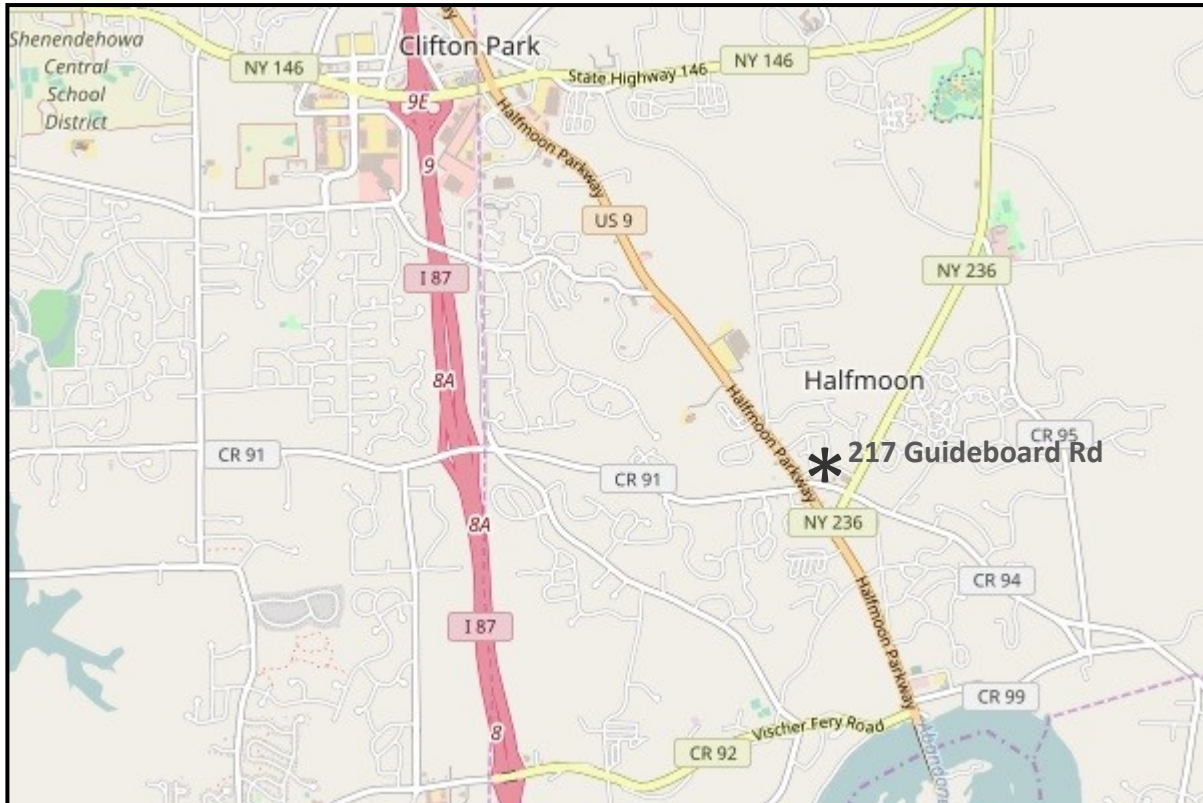 Shenendehowa
Central
School
District
Clifton Park
NY 146
State Highway 146
NY 146
9E
9
Halfmoon Parkway
US 9
I 87
NY 236
8A
Halfmoon
Halfmoon Parkway
CR 95
CR 91
217 Guideboard Rd
*
CR 91
NY 236
8A
CR 94
Halfmoon Parkway
I 87
CR 99
Vischer Fery Road
8
CR 92